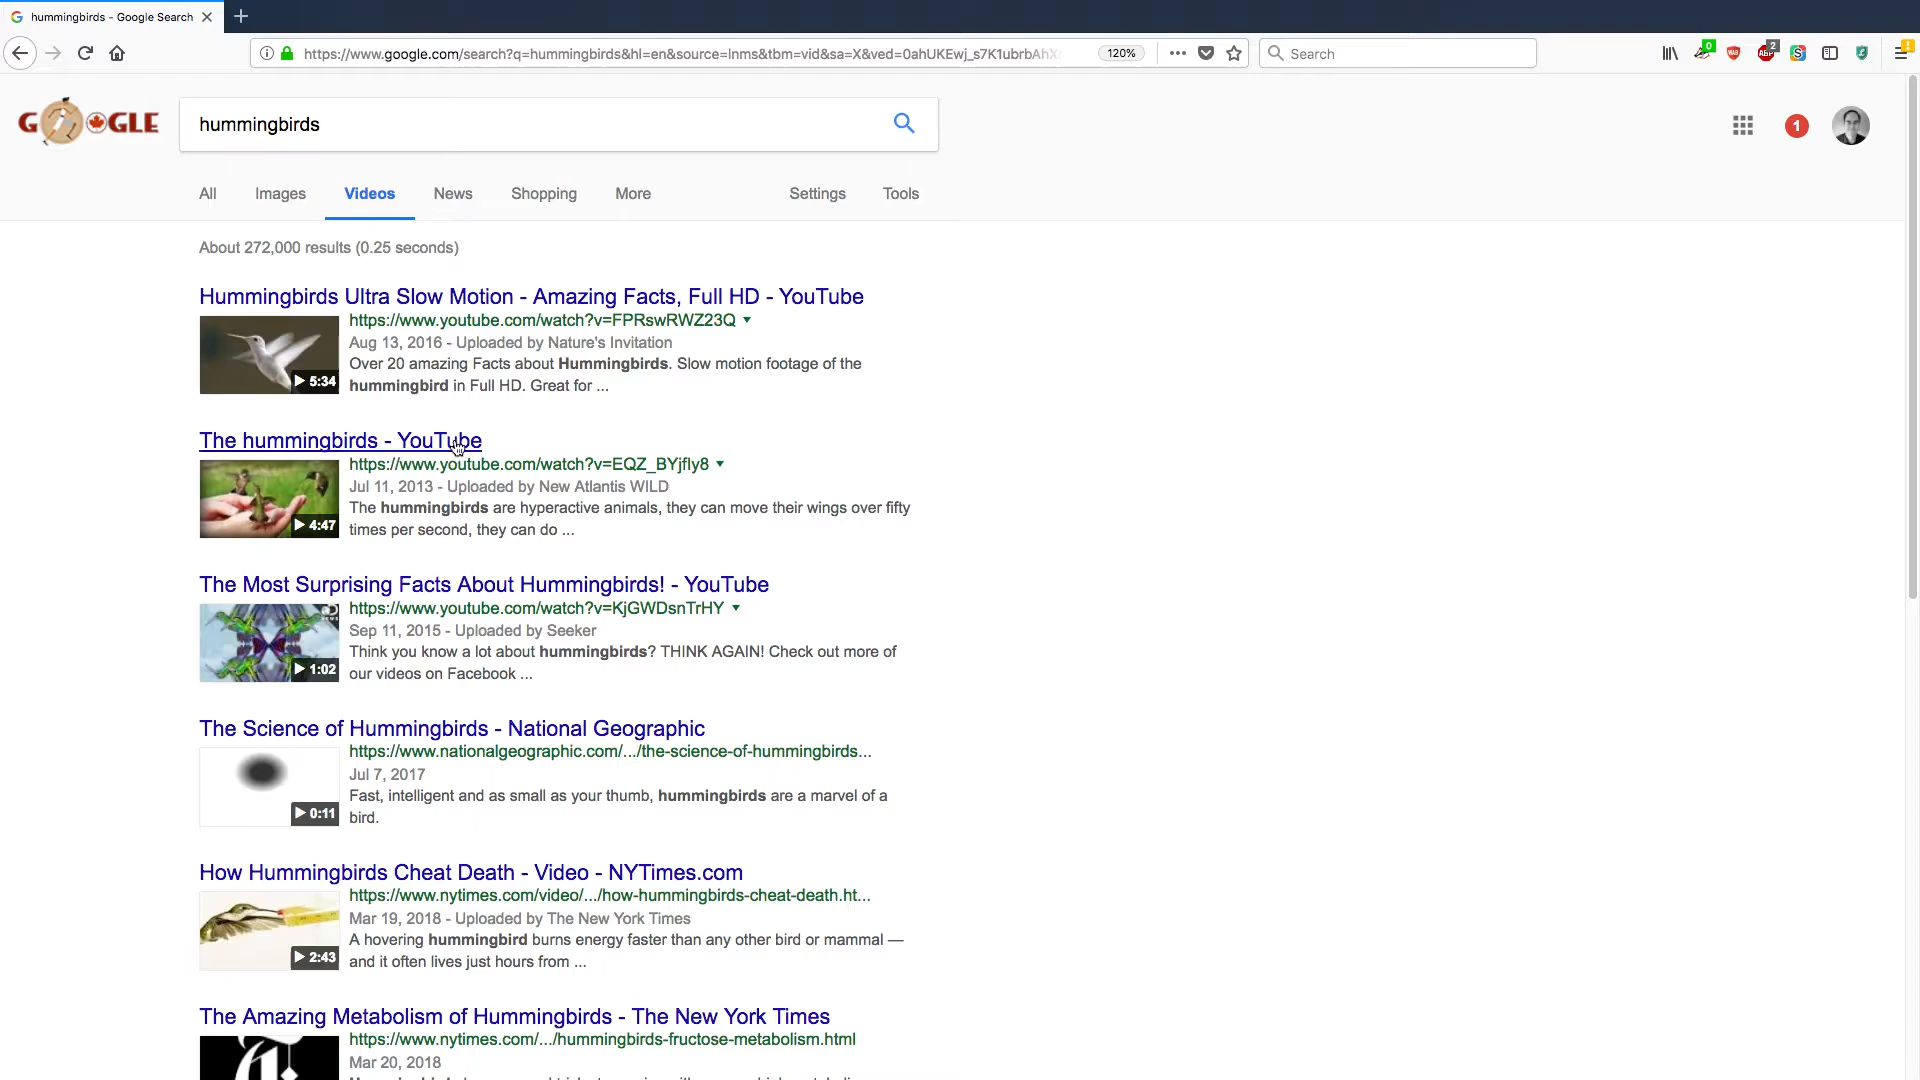 hummingbirds - Google Search
https://www.google.com/search?q=hummingbirds&hl=en&source=lnms&tbm=vid&sa=X&ved=0ahUKEwj_s7K1ubrbAhX
120%
Search
0
2
GOOGLE
hummingbirds
1
All Images Videos News Shopping More Settings Tools
About 272,000 results (0.25 seconds)
Hummingbirds Ultra Slow Motion - Amazing Facts, Full HD - YouTube
https://www.youtube.com/watch?v=FPRswRWZ23Q
Aug 13, 2016 - Uploaded by Nature's Invitation
Over 20 amazing Facts about Hummingbirds. Slow motion footage of the
hummingbird in Full HD. Great for ...
5:34
The hummingbirds - YouTube
https://www.youtube.com/watch?v=EQZ_BYjfly8
Jul 11, 2013 - Uploaded by New Atlantis WILD
The hummingbirds are hyperactive animals, they can move their wings over fifty
times per second, they can do ...
4:47
The Most Surprising Facts About Hummingbirds! - YouTube
https://www.youtube.com/watch?v=KjGWDsnTrHY
Sep 11, 2015 - Uploaded by Seeker
Think you know a lot about hummingbirds? THINK AGAIN! Check out more of
our videos on Facebook ...
1:02
The Science of Hummingbirds - National Geographic
https://www.nationalgeographic.com/.../the-science-of-hummingbirds...
Jul 7, 2017
Fast, intelligent and as small as your thumb, hummingbirds are a marvel of a
bird.
0:11
How Hummingbirds Cheat Death - Video - NYTimes.com
https://www.nytimes.com/video/.../how-hummingbirds-cheat-death.ht...
Mar 19, 2018 - Uploaded by The New York Times
A hovering hummingbird burns energy faster than any other bird or mammal —
and it often lives just hours from ...
2:43
The Amazing Metabolism of Hummingbirds - The New York Times
https://www.nytimes.com/.../hummingbirds-fructose-metabolism.html
Mar 20, 2018